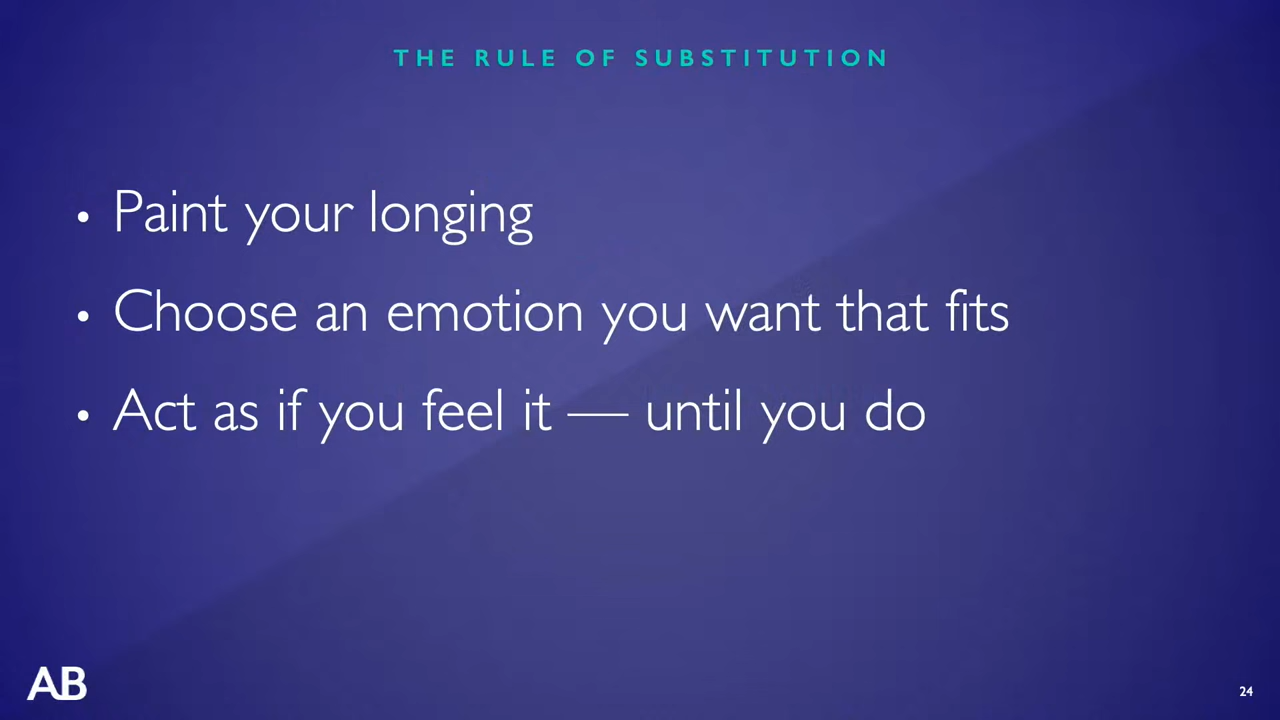 THE RULE OF SUBSTITUTION
• Paint your longing
• Choose an emotion you want that fits
• Act as if you feel it — until you do
AB
24